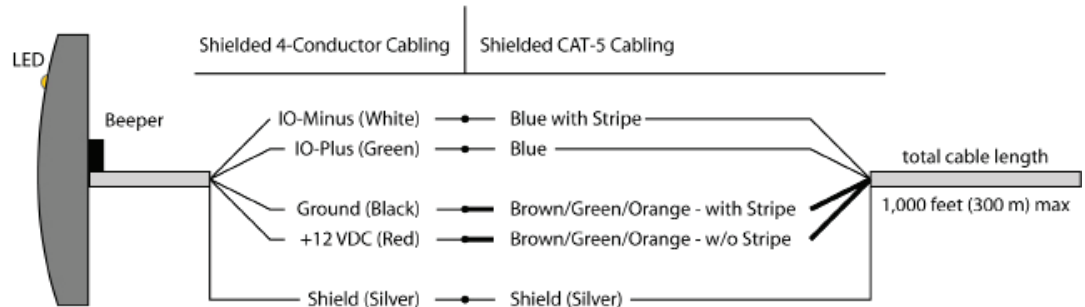 Shielded 4-Conductor Cabling
Shielded CAT-5 Cabling
LED
Beeper
IO-Minus (White)
Blue with Stripe
IO-Plus (Green)
Blue
total cable length
1,000 feet (300 m) max
Ground (Black)
Brown/Green/Orange - with Stripe
+12 VDC (Red)
Brown/Green/Orange - w/o Stripe
Shield (Silver)
Shield (Silver)